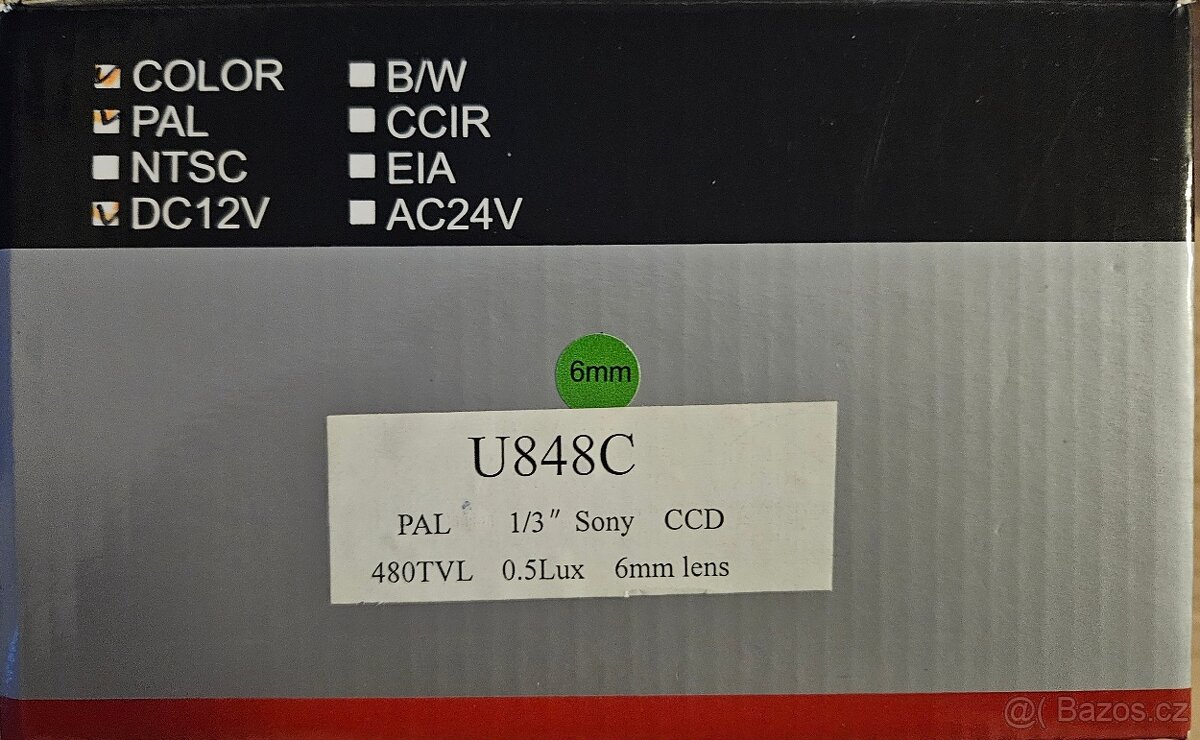 COLOR B/W
PAL CCIR
NTSC EIA
DC12V AC24V
6mm
U848C
PAL 1/3" Sony CCD
480TVL 0.5Lux 6mm lens
@( Bazos.cz